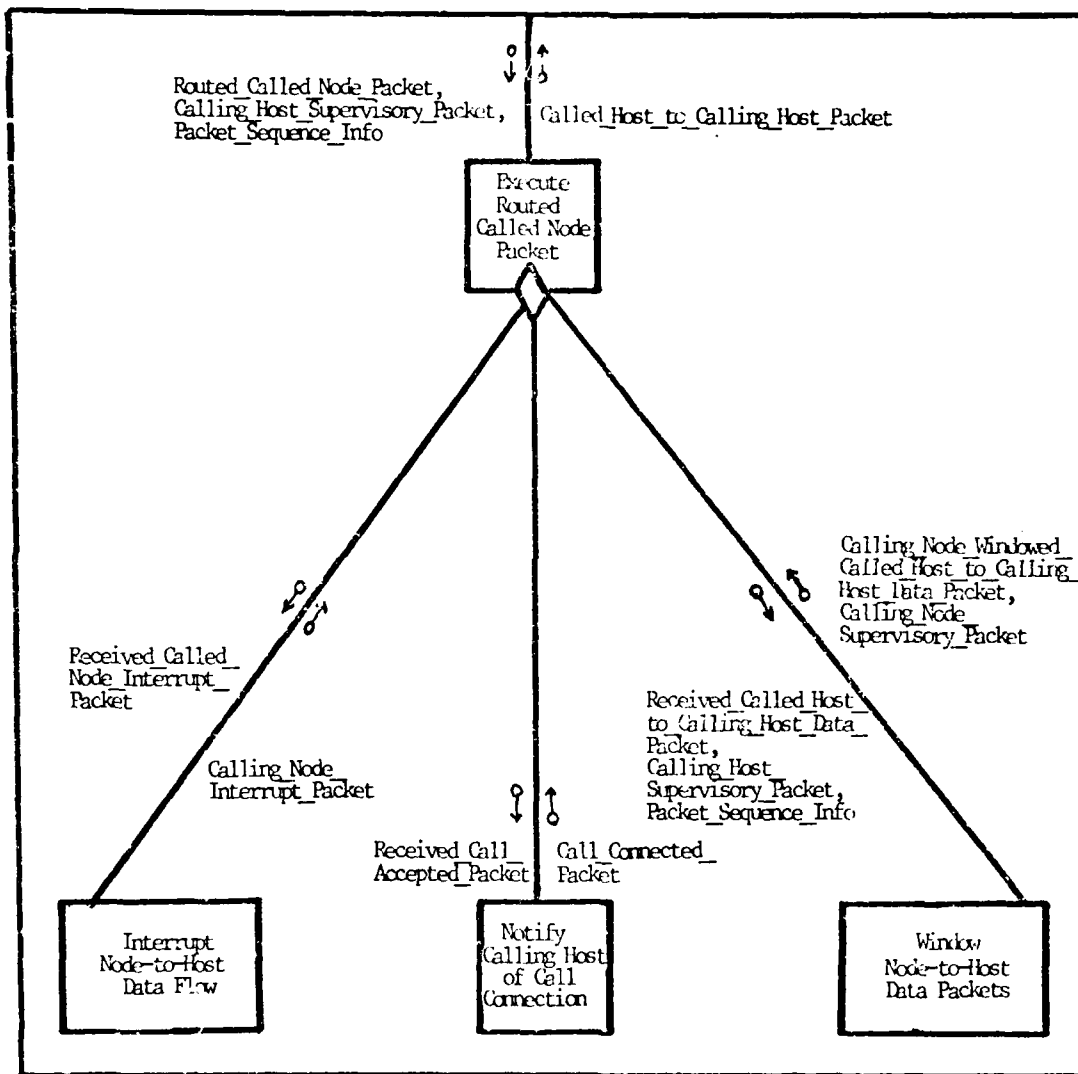 Routed_Called_Node_Packet,
Calling_Host_Supervisory_Packet,
Packet_Sequence_Info
Called_Host_to_Calling_Host_Packet
Execute
Routed
Called Node
Packet
Calling_Node_Windowed_
Called_Host_to_Calling_
Host_Data_Packet,
Calling_Node_
Supervisory_Packet
Received_Called_
Node_Interrupt_
Packet
Received_Called_Host_
to_Calling_Host_Data_
Packet,
Calling_Host_
Supervisory_Packet,
Packet_Sequence_Info
Calling_Node_
Interrupt_Packet
Received_Call_
Accepted_Packet
Call_Connected_
Packet
Interrupt
Node-to-Host
Data Flow
Notify
Calling Host
of Call
Connection
Window
Node-to-Host
Data Packets